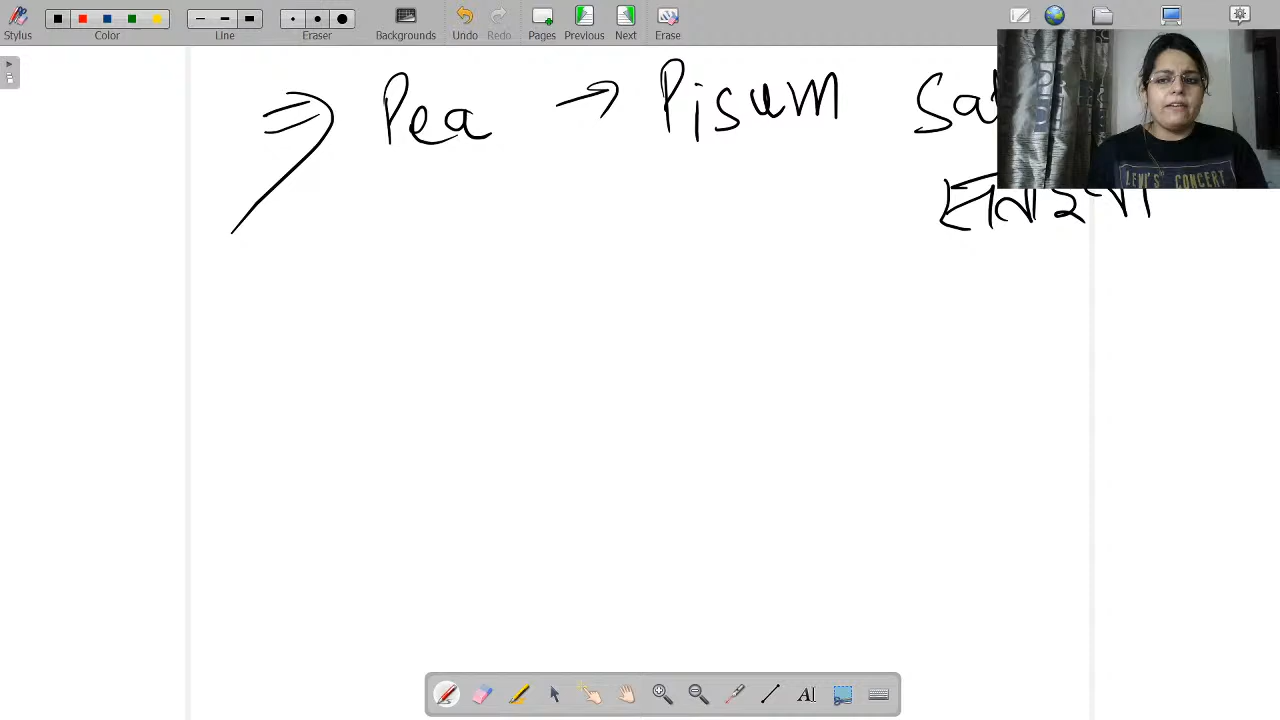 Stylus Color Line Eraser Backgrounds Undo Redo Pages Previous Next Erase
⇒ Pea → Pisum
LEVI'S CONCERT